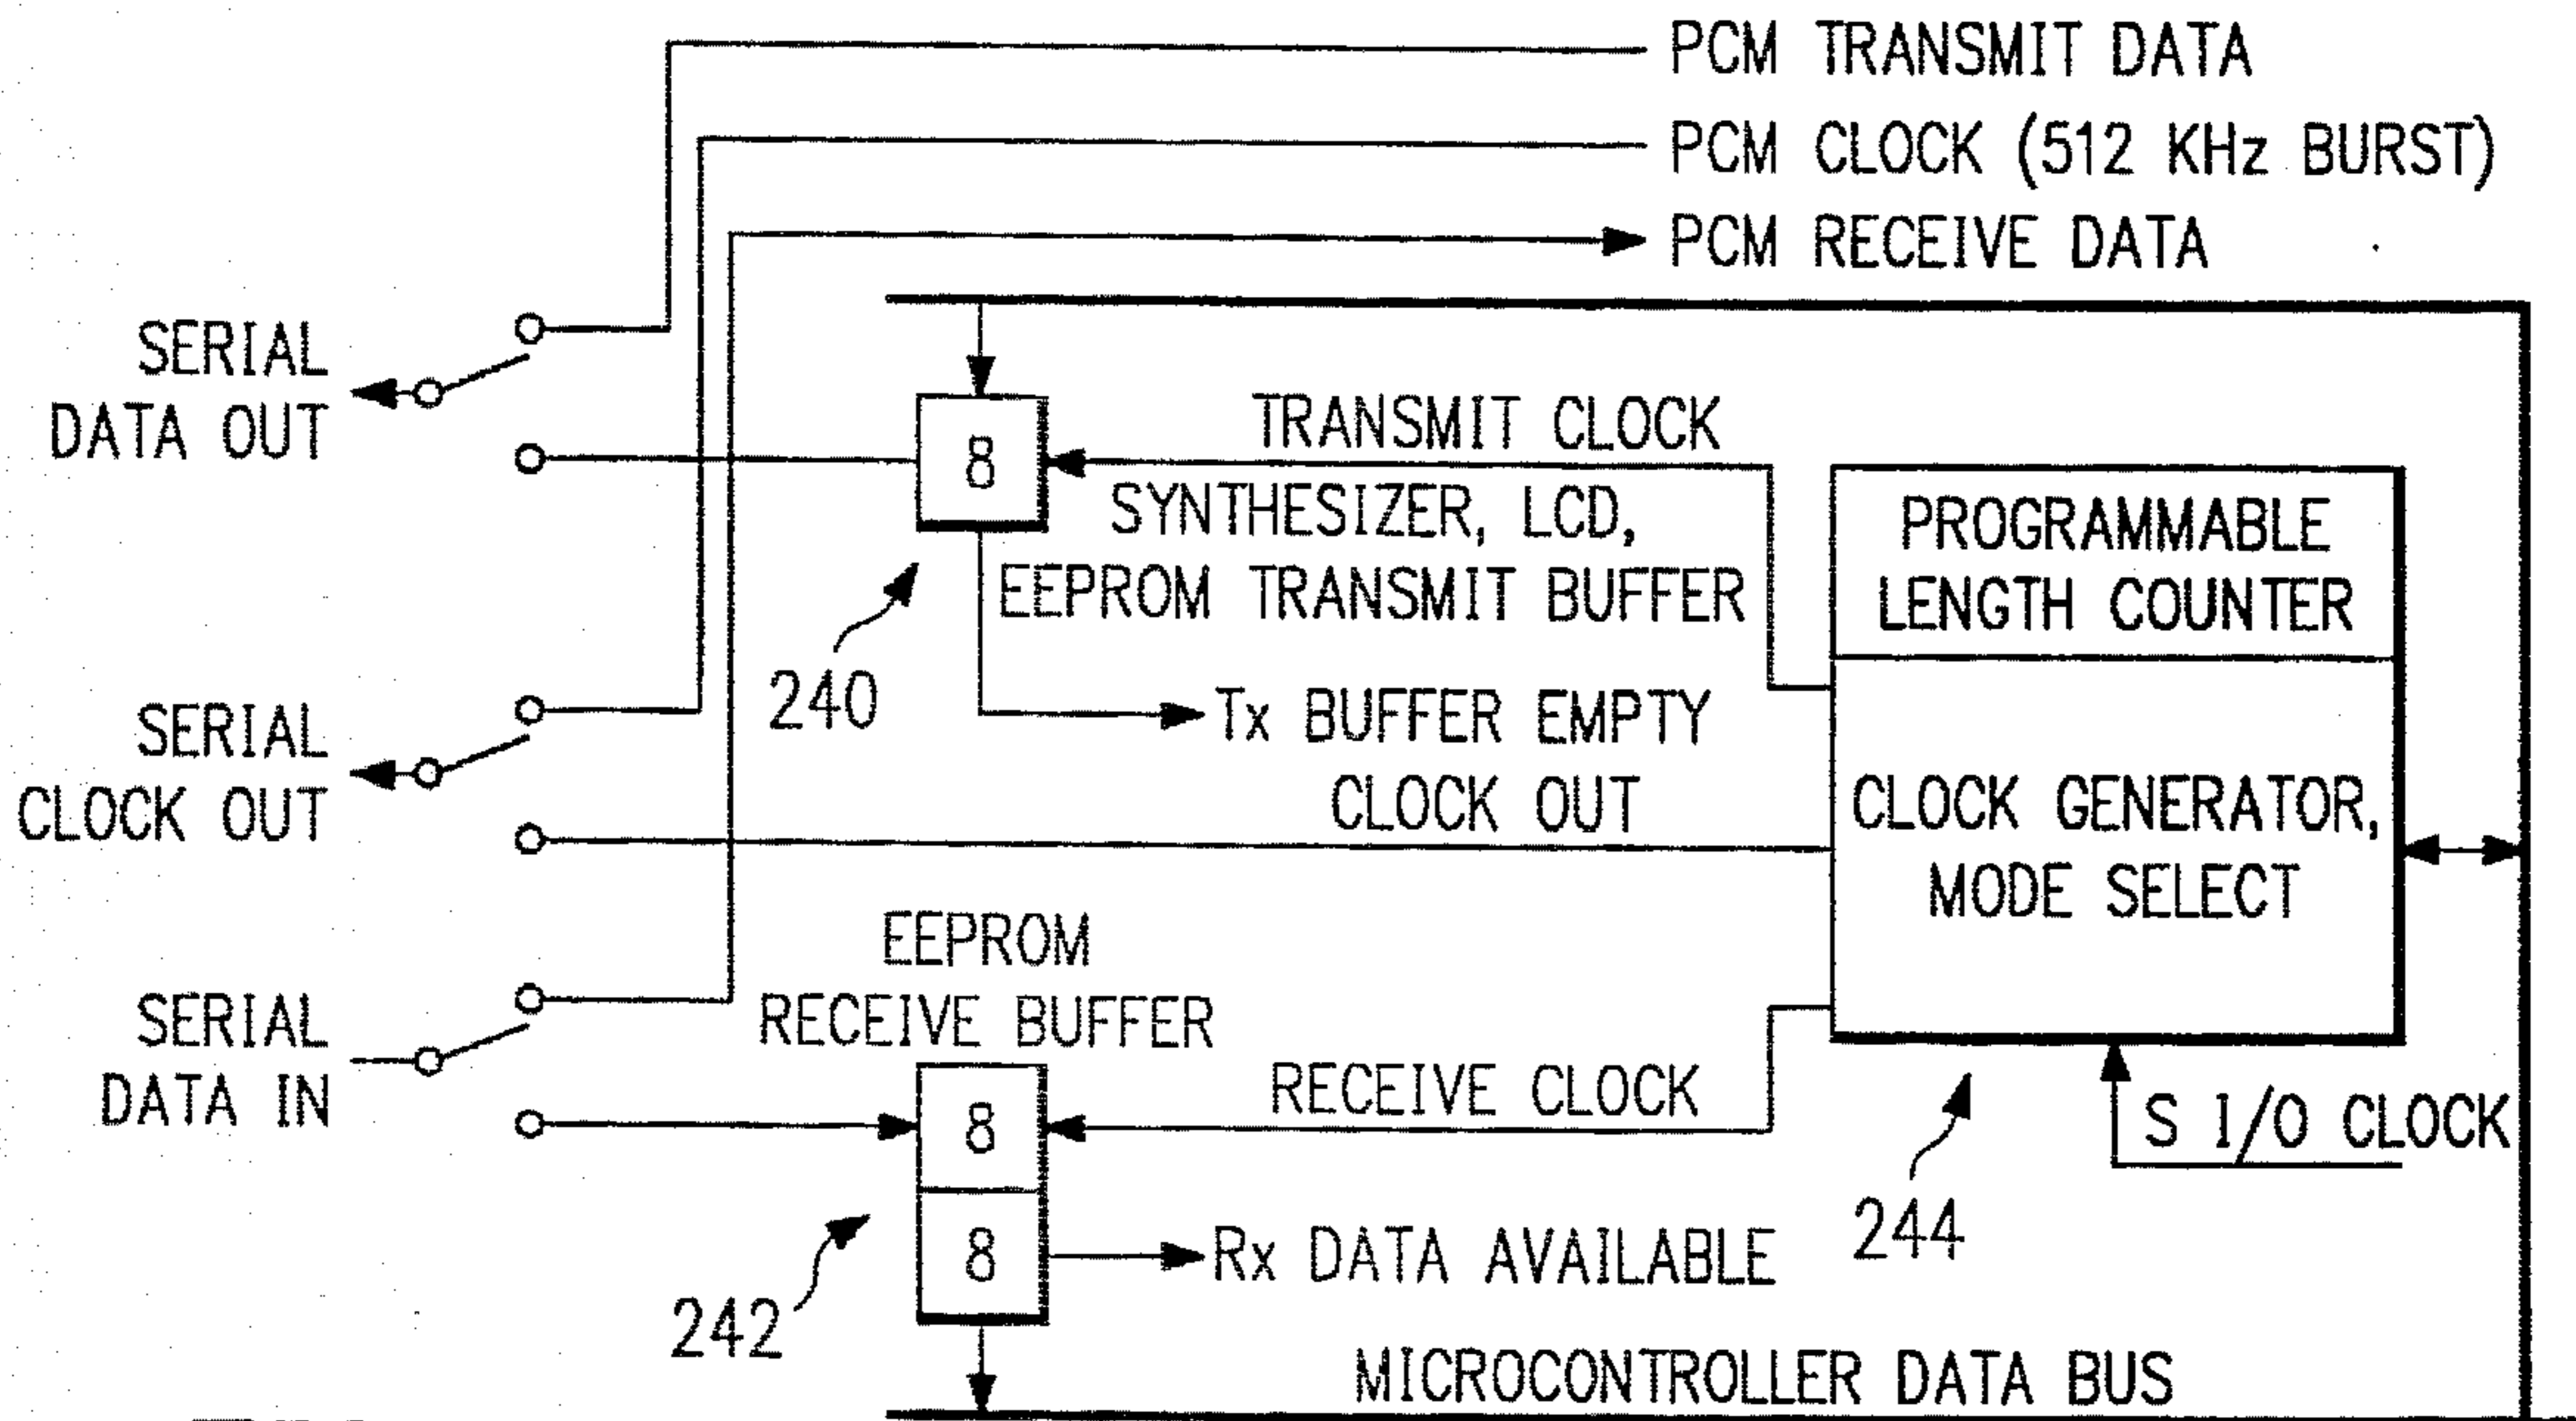 PCM TRANSMIT DATA
PCM CLOCK (512 KHz BURST)
PCM RECEIVE DATA
SERIAL
DATA OUT
8
TRANSMIT CLOCK
SYNTHESIZER, LCD,
EEPROM TRANSMIT BUFFER
240
Tx BUFFER EMPTY
PROGRAMMABLE
LENGTH COUNTER
SERIAL
CLOCK OUT
CLOCK OUT
CLOCK GENERATOR,
MODE SELECT
EEPROM
RECEIVE BUFFER
SERIAL
DATA IN
8
8
RECEIVE CLOCK
S I/O CLOCK
244
242
Rx DATA AVAILABLE
MICROCONTROLLER DATA BUS